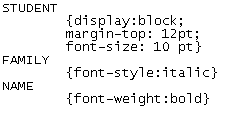 STUDENT
{display:block;
margin-top: 12pt;
font-size: 10 pt}
FAMILY
{font-style:italic}
NAME
{font-weight:bold}